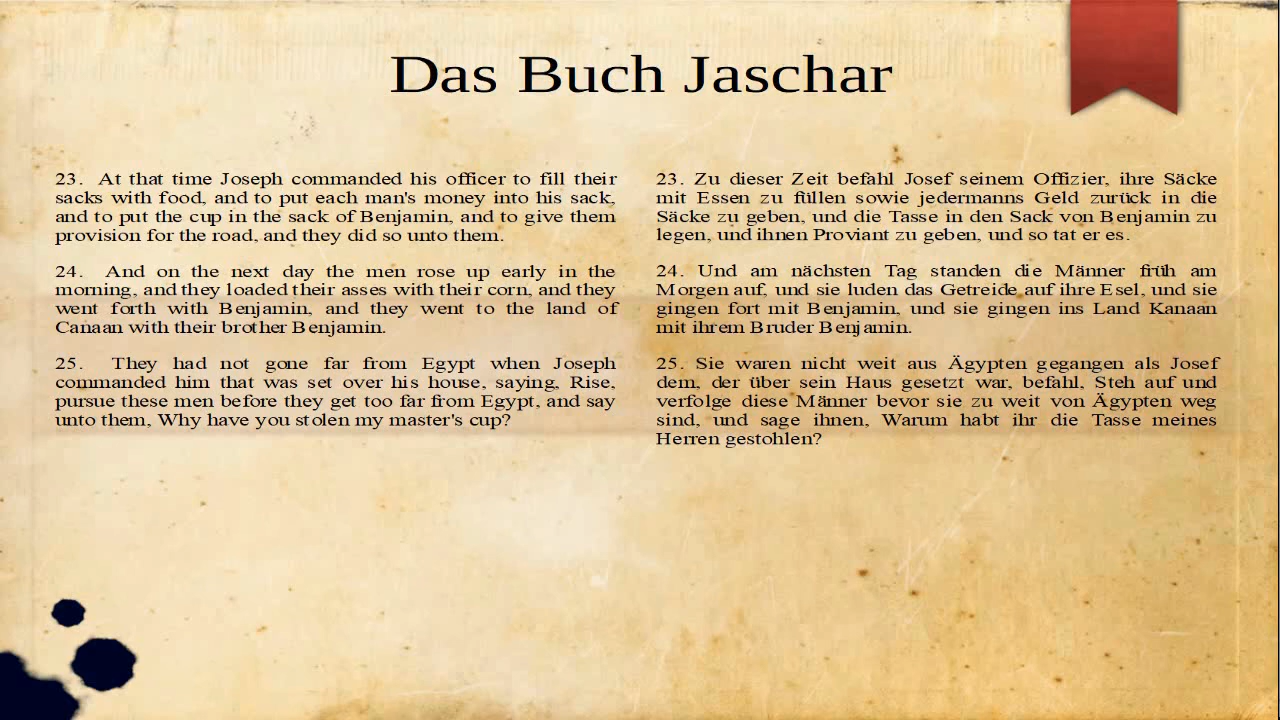 Das Buch Jaschar
23. At that time Joseph commanded his officer to fill their
sacks with food, and to put each man's money into his sack,
and to put the cup in the sack of Benjamin, and to give them
provision for the road, and they did so unto them.
24. And on the next day the men rose up early in the
morning, and they loaded their asses with their corn, and they
went forth with Benjamin, and they went to the land of
Canaan with their brother Benjamin.
25. They had not gone far from Egypt when Joseph
commanded him that was set over his house, saying, Rise,
pursue these men before they get too far from Egypt, and say
unto them, Why have you stolen my master's cup?
23. Zu dieser Zeit befahl Josef seinem Offizier, ihre Säcke
mit Essen zu füllen sowie jedermanns Geld zurück in die
Säcke zu geben, und die Tasse in den Sack von Benjamin zu
legen, und ihnen Proviant zu geben, und so tat er es.
24. Und am nächsten Tag standen die Männer früh am
Morgen auf, und sie luden das Getreide auf ihre Esel, und sie
gingen fort mit Benjamin, und sie gingen ins Land Kanaan
mit ihrem Bruder Benjamin.
25. Sie waren nicht weit aus Ägypten gegangen als Josef
dem, der über sein Haus gesetzt war, befahl, Steh auf und
verfolge diese Männer bevor sie zu weit von Ägypten weg
sind, und sage ihnen, Warum habt ihr die Tasse meines
Herren gestohlen?